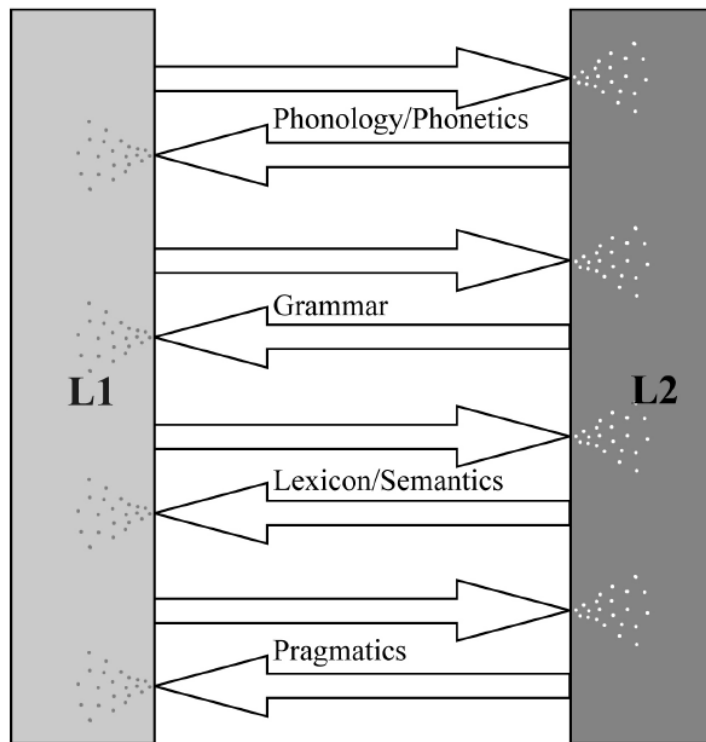 Phonology/Phonetics
Grammar
L1
L2
Lexicon/Semantics
Pragmatics